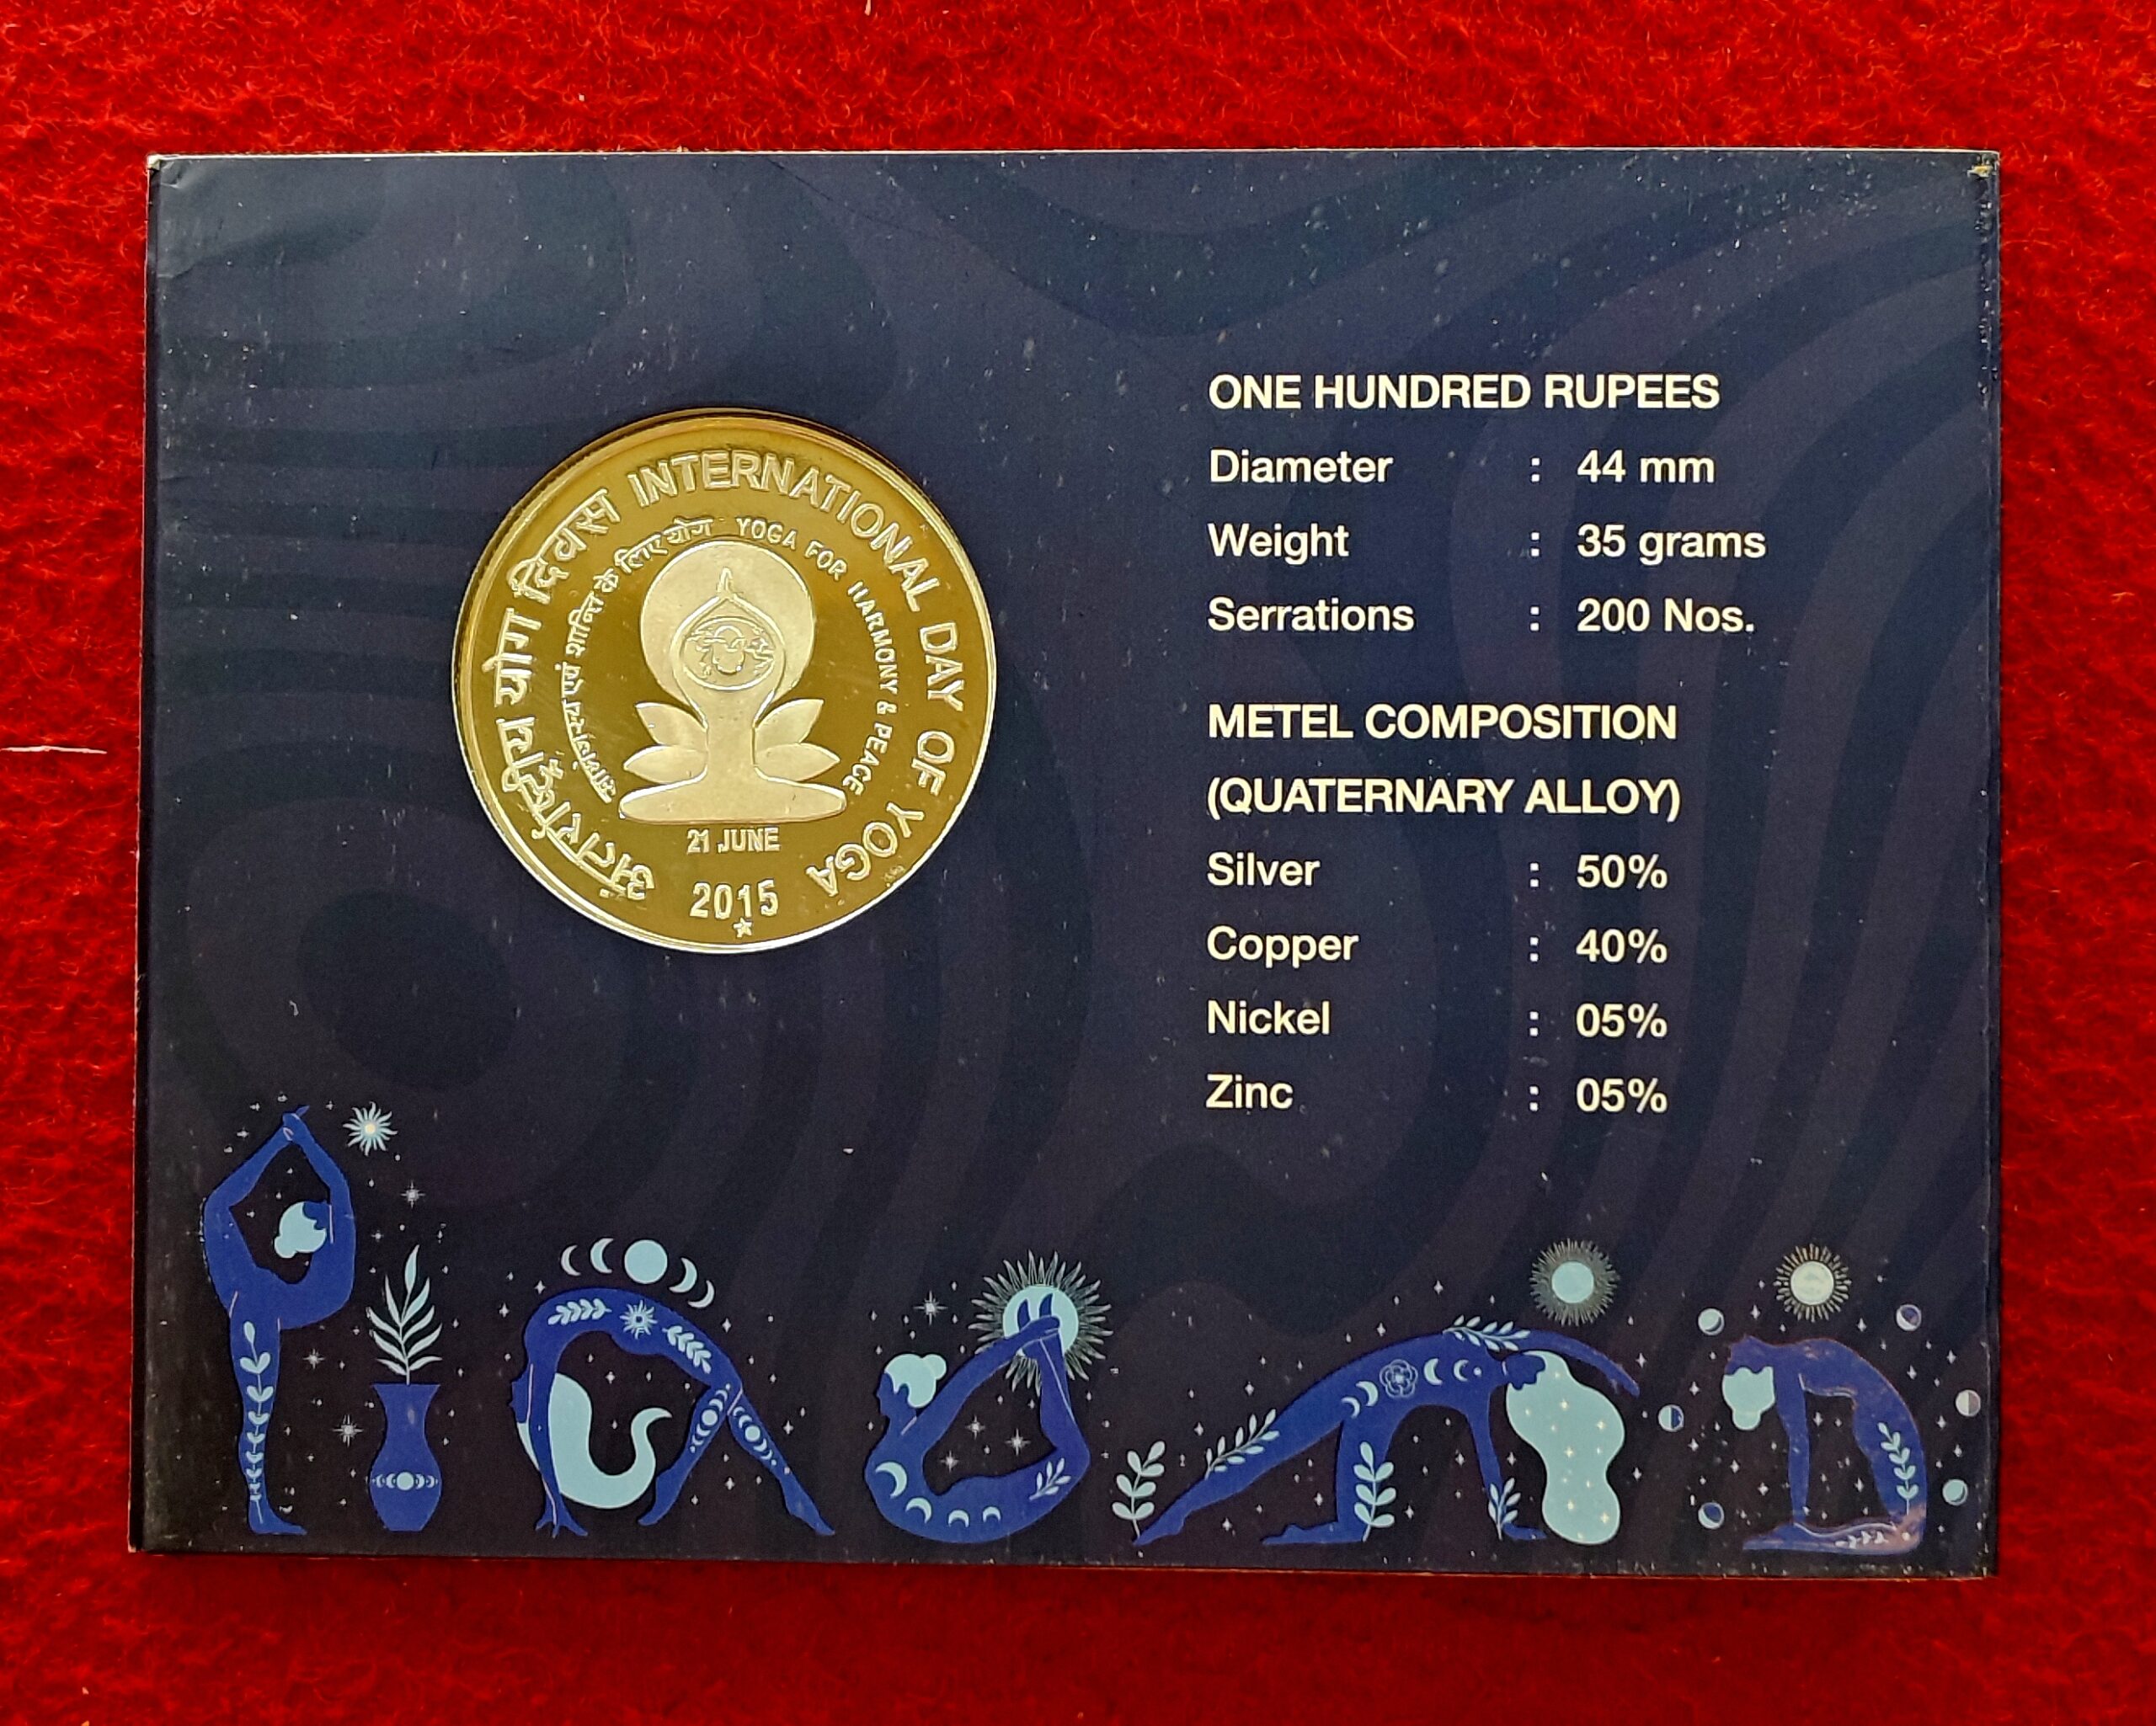 अंतर्राष्ट्रीय योग दिवस INTERNATIONAL DAY OF YOGA
सामंजस्य एवं शान्ति के लिए योग YOGA FOR HARMONY & PEACE
21 JUNE
2015
ONE HUNDRED RUPEES
Diameter : 44 mm
Weight : 35 grams
Serrations : 200 Nos.
METEL COMPOSITION
(QUATERNARY ALLOY)
Silver : 50%
Copper : 40%
Nickel : 05%
Zinc : 05%